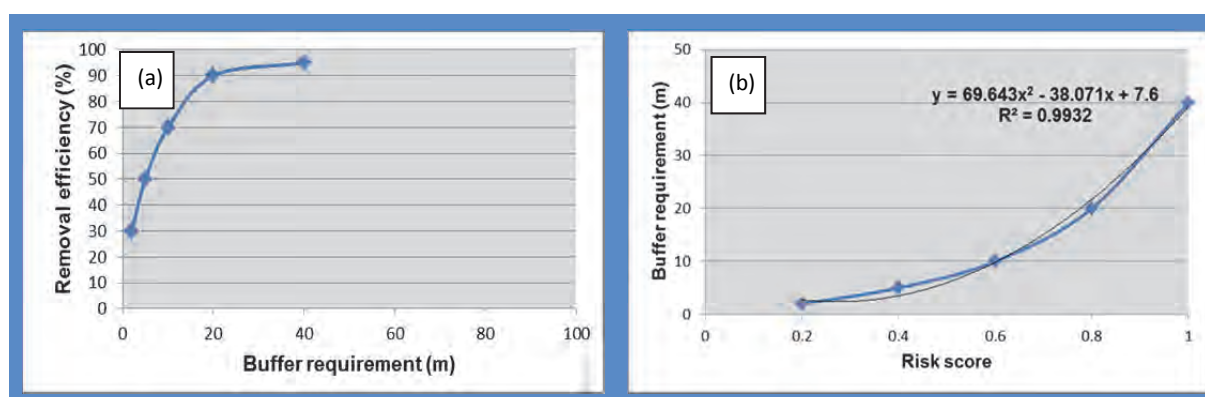 (a)
Removal efficiency (%)
100
90
80
70
60
50
40
30
20
10
0
0 20 40 60 80 100
Buffer requirement (m)
(b)
y = 69.643x² - 38.071x + 7.6
R² = 0.9932
Buffer requirement (m)
50
40
30
20
10
0
0 0.2 0.4 0.6 0.8 1
Risk score